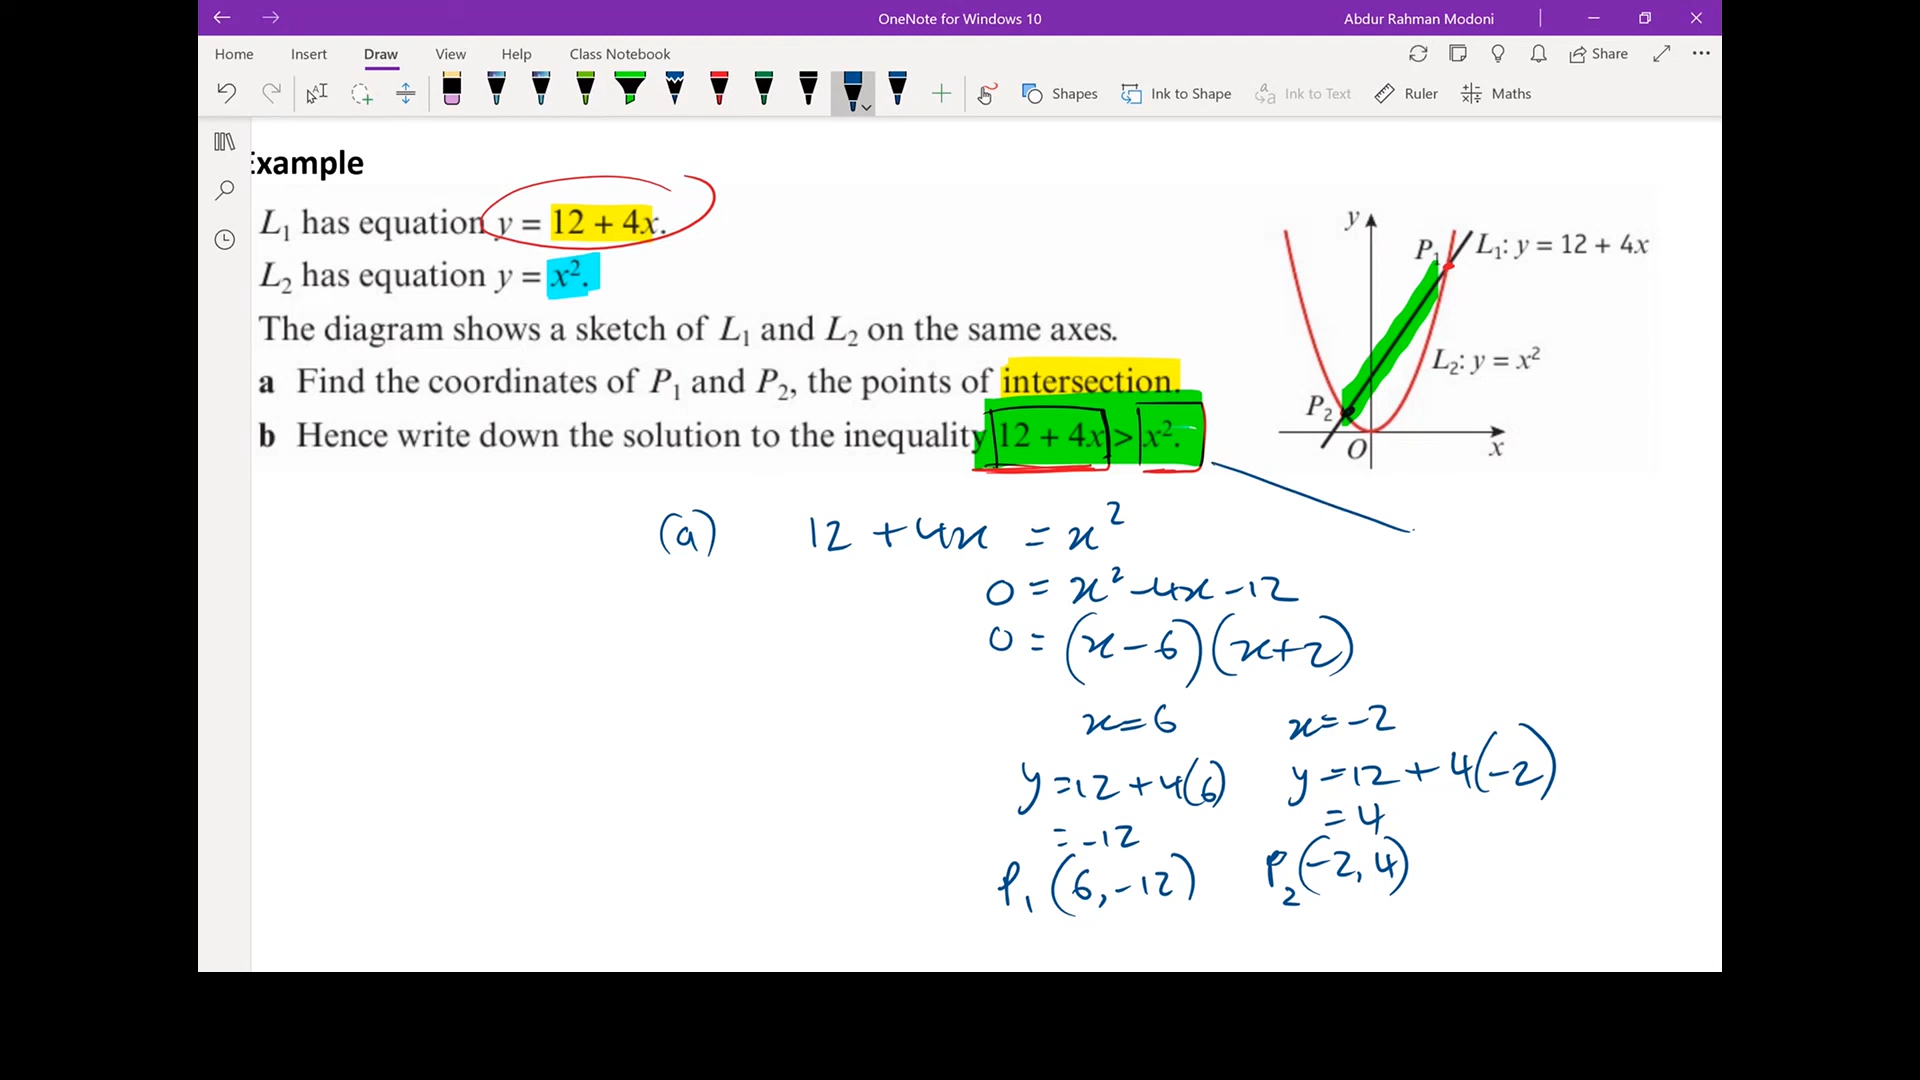 OneNote for Windows 10
Abdur Rahman Modoni
Home Insert Draw View Help Class Notebook
Share
Shapes Ink to Shape Ink to Text Ruler Maths
Example
L₁ has equation y = 12 + 4x.
L₂ has equation y = x².
The diagram shows a sketch of L₁ and L₂ on the same axes.
a Find the coordinates of P₁ and P₂, the points of intersection.
b Hence write down the solution to the inequality 12 + 4x > x².
y
P₁
L₁: y = 12 + 4x
L₂: y = x²
P₂
O
x
(a) 12 + 4x = x²
0 = x² - 4x - 12
0 = (x - 6)(x + 2)
x = 6 x = -2
y = 12 + 4(6) y = 12 + 4(-2)
= -12 = 4
P₁ (6, -12) P₂ (-2, 4)